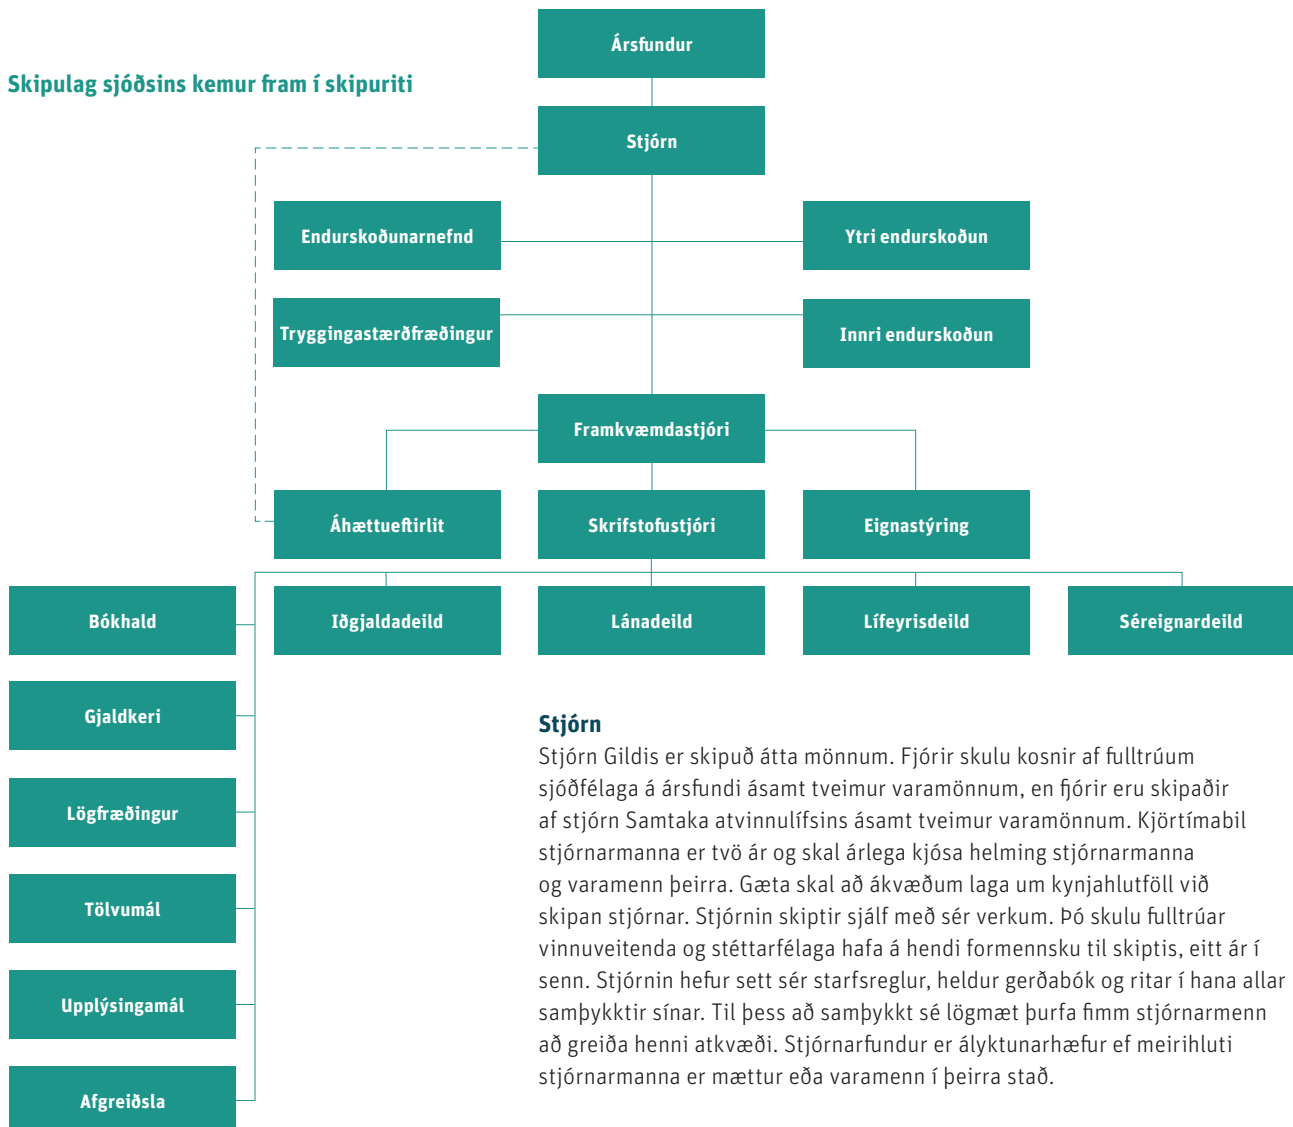 Ársfundur
Skipulag sjóðsins kemur fram í skipuriti
Stjórn
Endurskoðunarnefnd
Ytri endurskoðun
Tryggingastærðfræðingur
Innri endurskoðun
Framkvæmdastjóri
Áhættueftirlit
Skrifstofustjóri
Eignastýring
Bókhald
Iðgjaldadeild
Lánadeild
Lífeyrisdeild
Séreignardeild
Gjaldkeri
Lögfræðingur
Tölvumál
Upplýsingamál
Afgreiðsla
Stjórn
Stjórn Gildis er skipuð átta mönnum. Fjórir skulu kosnir af fulltrúum
sjóðfélaga á ársfundi ásamt tveimur varamönnum, en fjórir eru skipaðir
af stjórn Samtaka atvinnulífsins ásamt tveimur varamönnum. Kjörtímabil
stjórnarmanna er tvö ár og skal árlega kjósa helming stjórnarmanna
og varamenn þeirra. Gæta skal að ákvæðum laga um kynjahlutföll við
skipan stjórnar. Stjórnin skiptir sjálf með sér verkum. Þó skulu fulltrúar
vinnuveitenda og stéttarfélaga hafa á hendi formennsku til skiptis, eitt ár í
senn. Stjórnin hefur sett sér starfsreglur, heldur gerðabók og ritar í hana allar
samþykktir sínar. Til þess að samþykkt sé lögmæt þurfa fimm stjórnarmenn
að greiða henni atkvæði. Stjórnarfundur er ályktunarhæfur ef meirihluti
stjórnarmanna er mættur eða varamenn í þeirra stað.